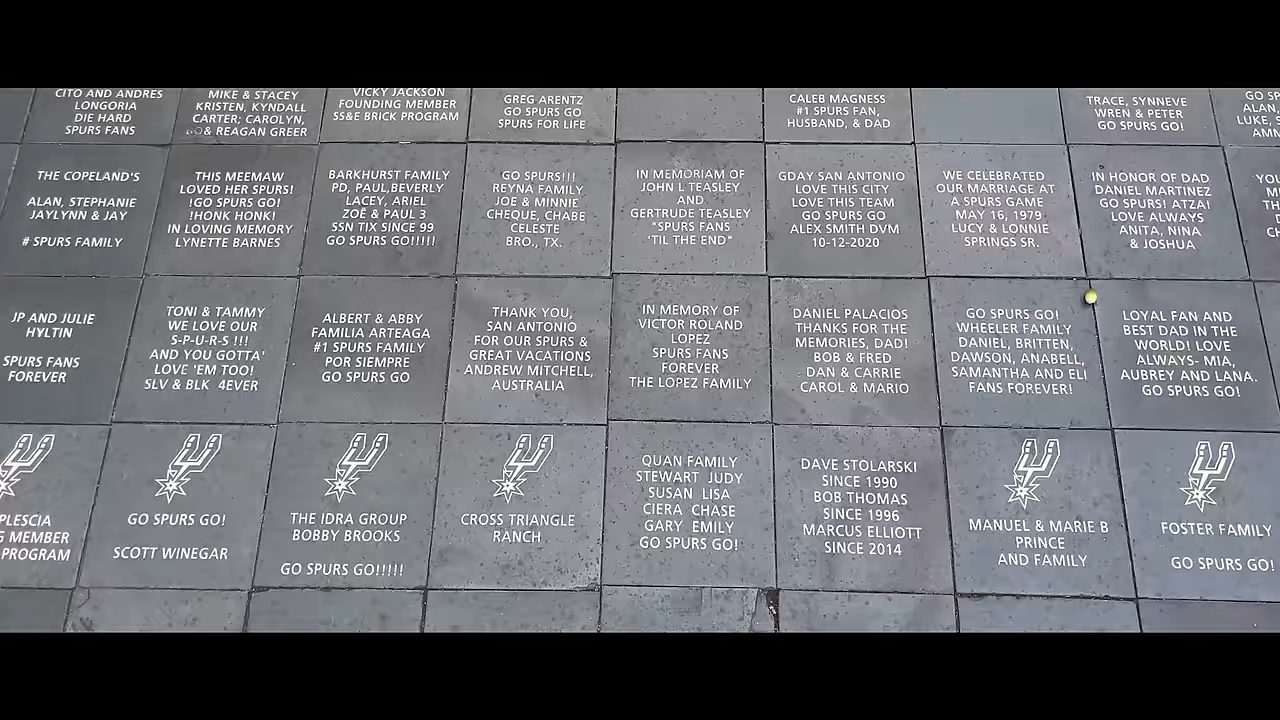 CITO AND ANDRES
LONGORIA
DIE HARD
SPURS FANS
MIKE & STACEY
KRISTEN, KYNDALL
CARTER; CAROLYN,
BO & REAGAN GREER
VICKY JACKSON
FOUNDING MEMBER
SS&E BRICK PROGRAM
GREG ARENTZ
GO SPURS GO
SPURS FOR LIFE
CALEB MAGNESS
#1 SPURS FAN,
HUSBAND, & DAD
TRACE, SYNNEVE
WREN & PETER
GO SPURS GO!
GO
LUKE,
THE COPELAND'S
ALAN, STEPHANIE
JAYLYNN & JAY
# SPURS FAMILY
THIS MEEMAW
LOVED HER SPURS!
!GO SPURS GO!
!HONK HONK!
IN LOVING MEMORY
LYNETTE BARNES
BARKHURST FAMILY
PD, PAUL,BEVERLY
LACEY, ARIEL
ZOË & PAUL 3
SSN TIX SINCE 99
GO SPURS GO!!!!!
GO SPURS!!!
REYNA FAMILY
JOE & MINNIE
CHEQUE, CHABE
CELESTE
BRO., TX.
IN MEMORIAM OF
JOHN L TEASLEY
AND
GERTRUDE TEASLEY
"SPURS FANS
'TIL THE END"
GDAY SAN ANTONIO
LOVE THIS CITY
LOVE THIS TEAM
GO SPURS GO
ALEX SMITH DVM
10-12-2020
WE CELEBRATED
OUR MARRIAGE AT
A SPURS GAME
MAY 16, 1979
LUCY & LONNIE
SPRINGS SR.
IN HONOR OF DAD
DANIEL MARTINEZ
GO SPURS! ATZA!
LOVE ALWAYS
ANITA, NINA
& JOSHUA
JP AND JULIE
HYLTIN
SPURS FANS
FOREVER
TONI & TAMMY
WE LOVE OUR
S-P-U-R-S !!!
AND YOU GOTTA'
LOVE 'EM TOO!
SLV & BLK 4EVER
ALBERT & ABBY
FAMILIA ARTEAGA
#1 SPURS FAMILY
POR SIEMPRE
GO SPURS GO
THANK YOU,
SAN ANTONIO
FOR OUR SPURS &
GREAT VACATIONS
ANDREW MITCHELL,
AUSTRALIA
IN MEMORY OF
VICTOR ROLAND
LOPEZ
SPURS FANS
FOREVER
THE LOPEZ FAMILY
DANIEL PALACIOS
THANKS FOR THE
MEMORIES, DAD!
BOB & FRED
DAN & CARRIE
CAROL & MARIO
GO SPURS GO!
WHEELER FAMILY
DANIEL, BRITTEN,
DAWSON, ANABELL,
SAMANTHA AND ELI
FANS FOREVER!
LOYAL FAN AND
BEST DAD IN THE
WORLD! LOVE
ALWAYS- MIA,
AUBREY AND LANA.
GO SPURS GO!
PLESCIA
MEMBER
PROGRAM
GO SPURS GO!
SCOTT WINEGAR
THE IDRA GROUP
BOBBY BROOKS
GO SPURS GO!!!!!
CROSS TRIANGLE
RANCH
QUAN FAMILY
STEWART JUDY
SUSAN LISA
CIERA CHASE
GARY EMILY
GO SPURS GO!
DAVE STOLARSKI
SINCE 1990
BOB THOMAS
SINCE 1996
MARCUS ELLIOTT
SINCE 2014
MANUEL & MARIE B
PRINCE
AND FAMILY
FOSTER FAMILY
GO SPURS GO!